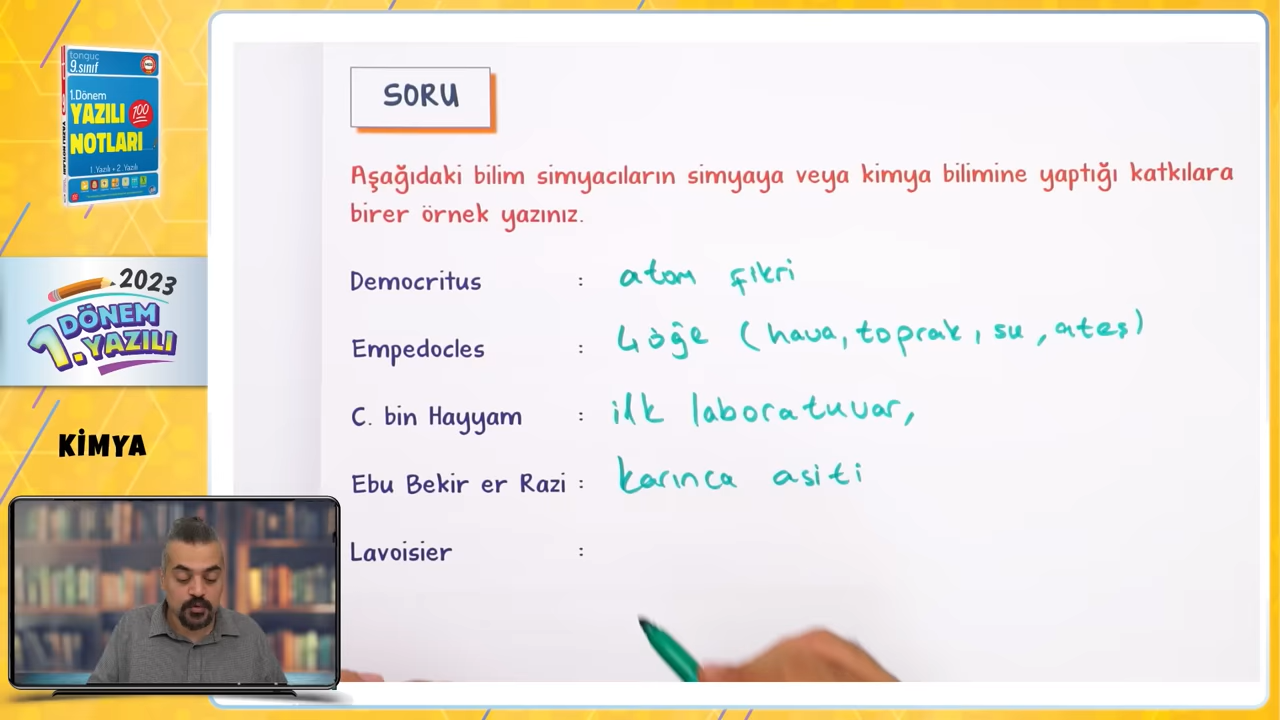 tonguç
9.sınıf
1.Dönem
YAZILI 100
NOTLARI
1.Yazılı • 2. Yazılı
2023
1. DÖNEM
YAZILI
KİMYA
SORU
Aşağıdaki bilim simyacıların simyaya veya kimya bilimine yaptığı katkılara
birer örnek yazınız.
Democritus : atom fikri
Empedocles : 4 öğe (hava, toprak, su, ateş)
C. bin Hayyam : ilk laboratuvar,
Ebu Bekir er Razi : karınca asiti
Lavoisier :